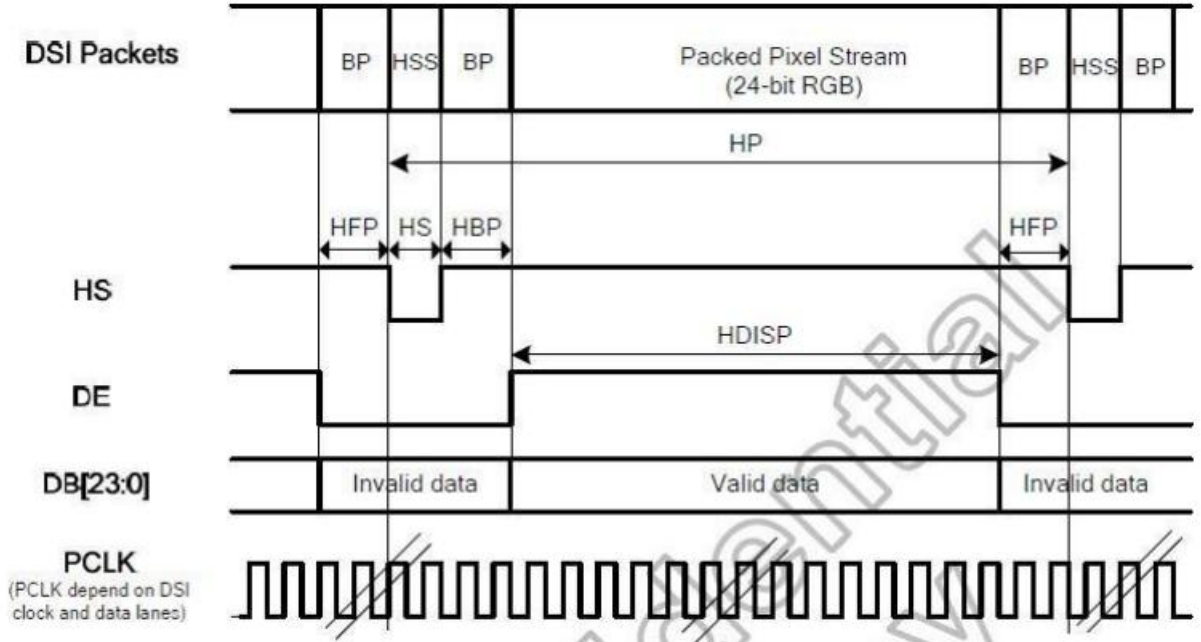 DSI Packets
BP HSS BP Packed Pixel Stream BP HSS BP
(24-bit RGB)
HP
HFP HS HBP HFP
HS
HDISP
DE
DB[23:0] Invalid data Valid data Invalid data
PCLK
(PCLK depend on DSI
clock and data lanes)